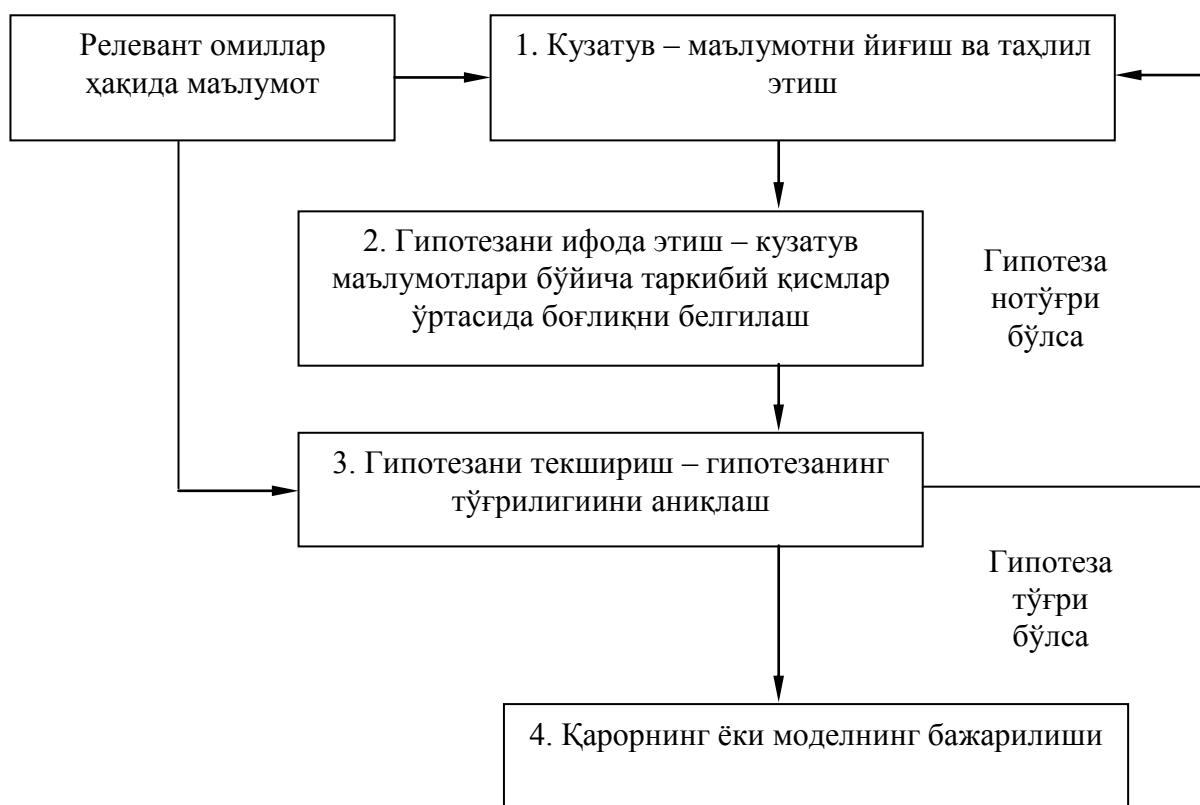 Релевант омиллар
ҳақида маълумот
1. Кузатув – маълумотни йиғиш ва таҳлил
этиш
2. Гипотезани ифода этиш – кузатув
маълумотлари бўйича таркибий қисмлар
ўртасида боғлиқни белгилаш
Гипотеза
нотўғри
бўлса
3. Гипотезани текшириш – гипотезанинг
тўғрилигиини аниқлаш
Гипотеза
тўғри
бўлса
4. Қарорнинг ёки моделнинг бажарилиши